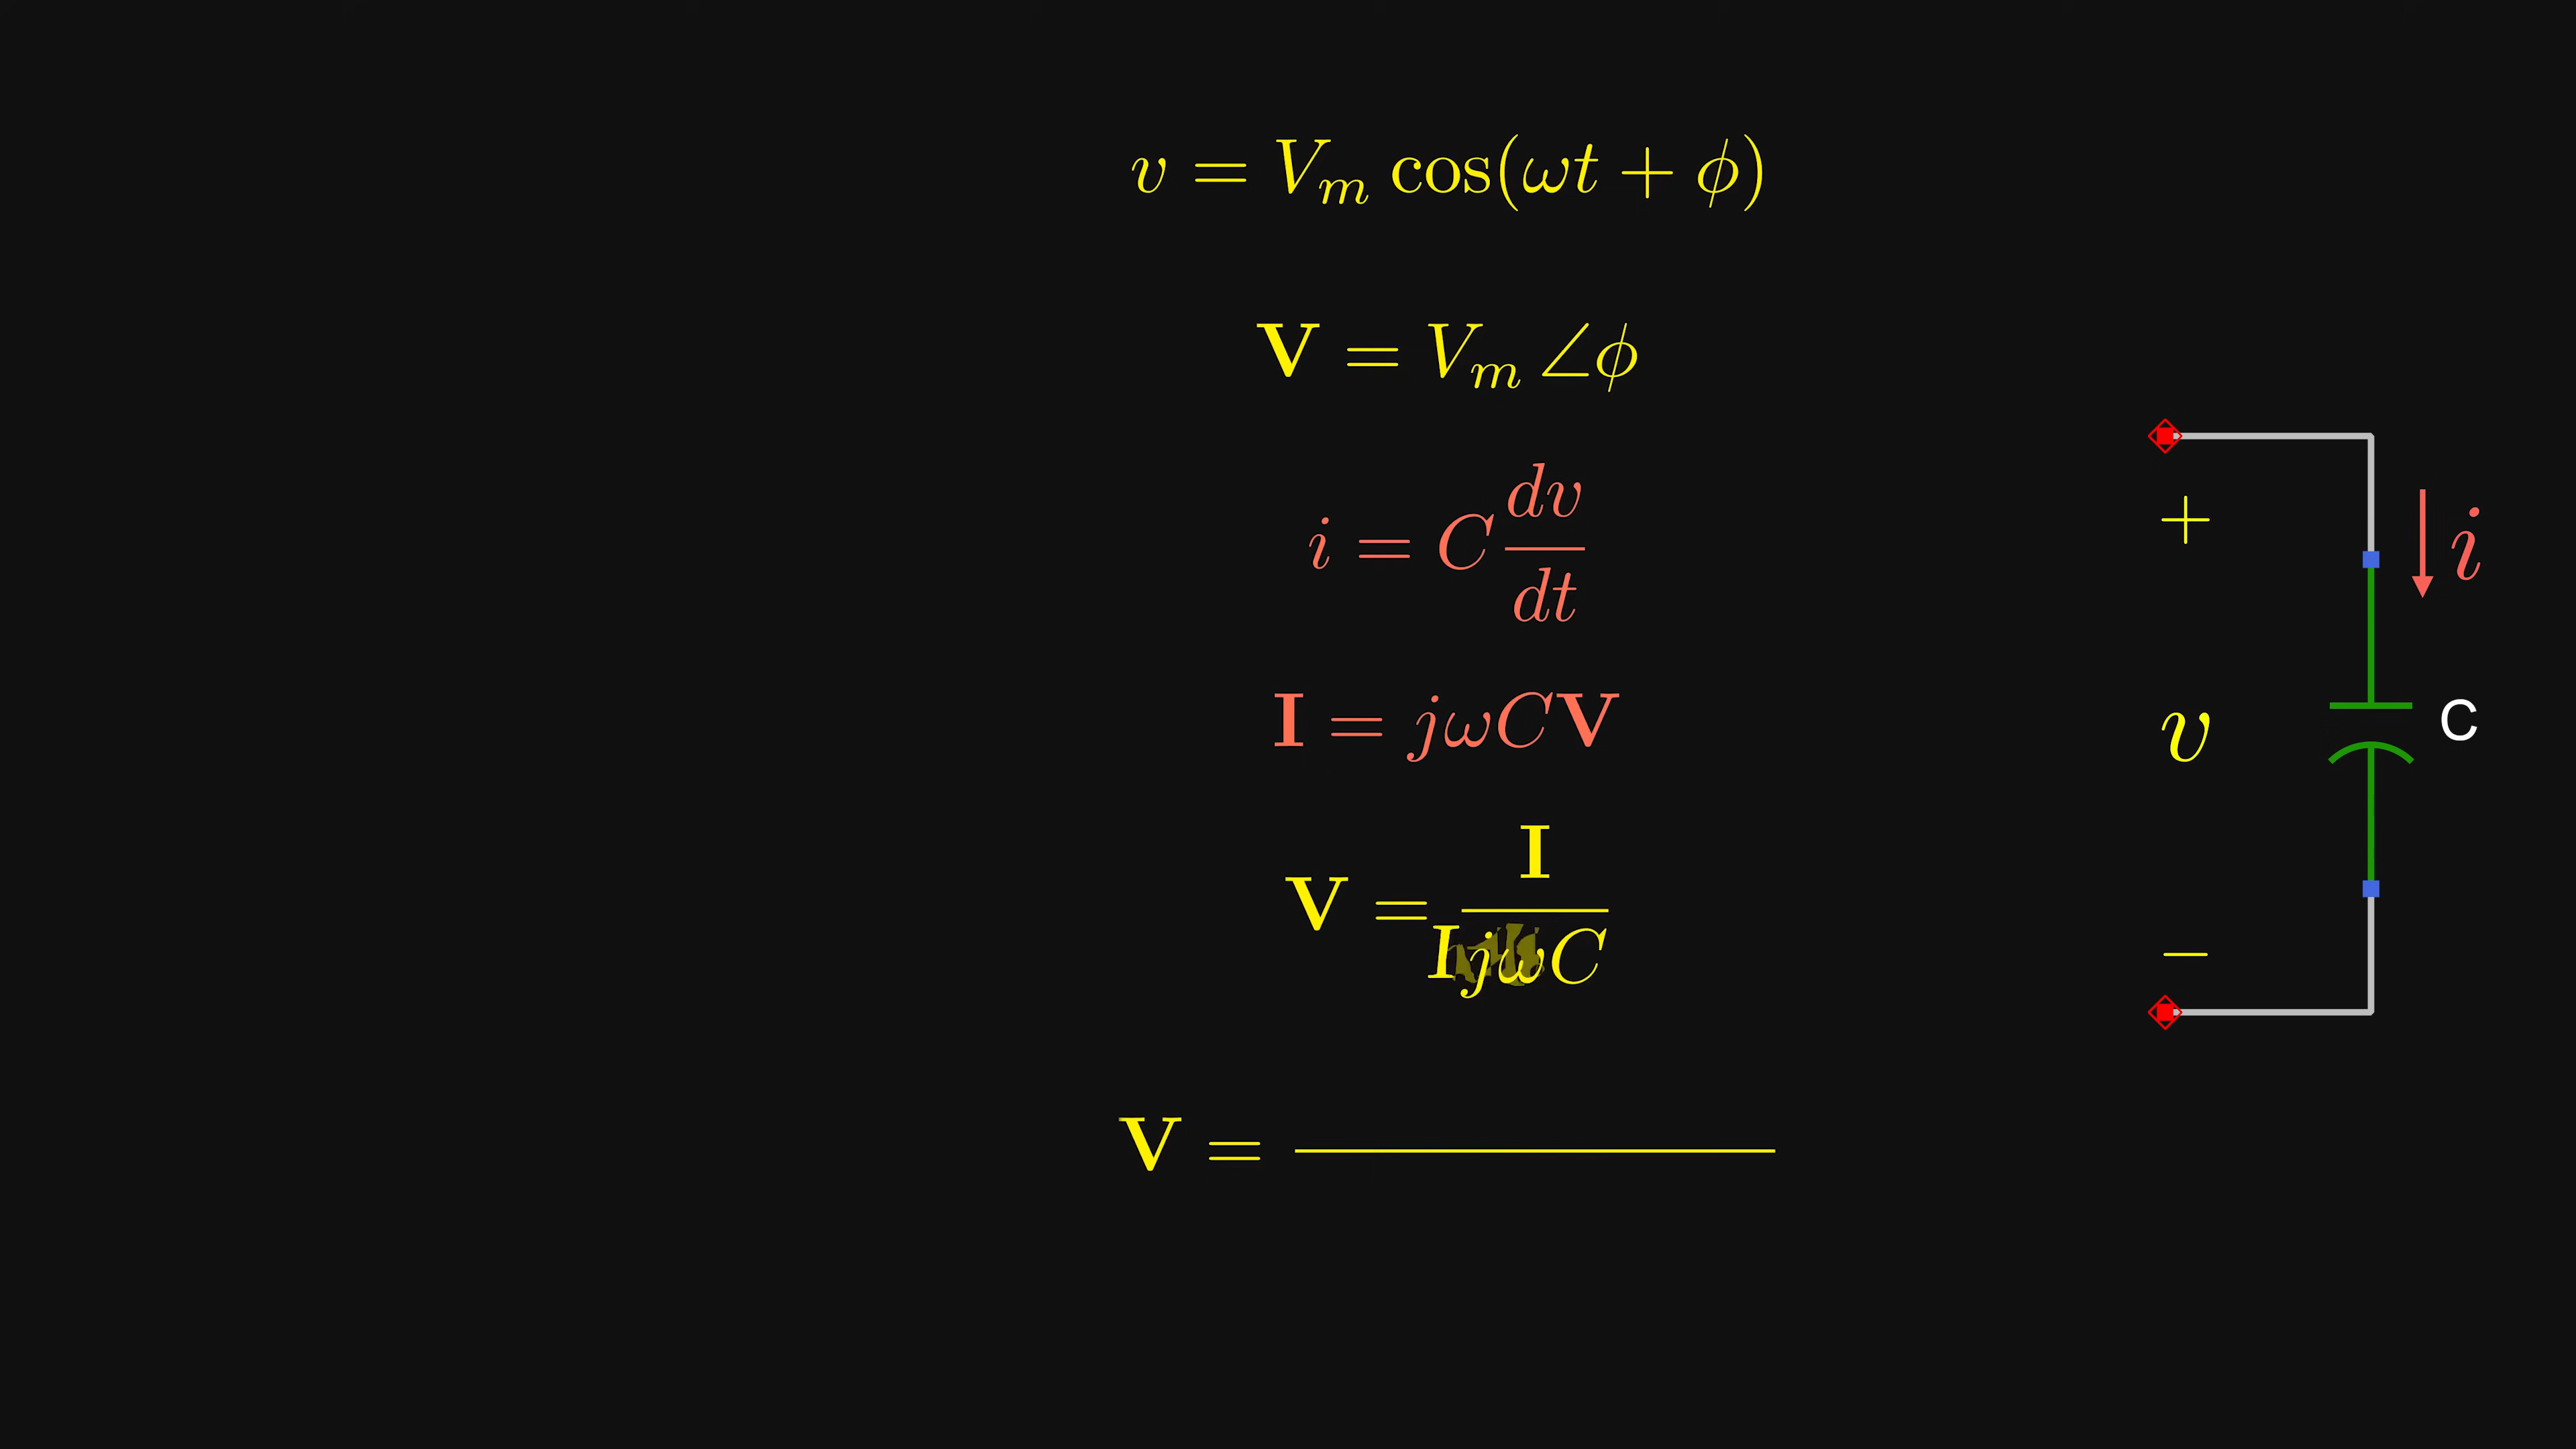 v = V_m cos(ωt + φ)
V = V_m ∠φ
i = C dv/dt
I = jωCV
V = I/jωC
I
V =
+
v
−
i
C